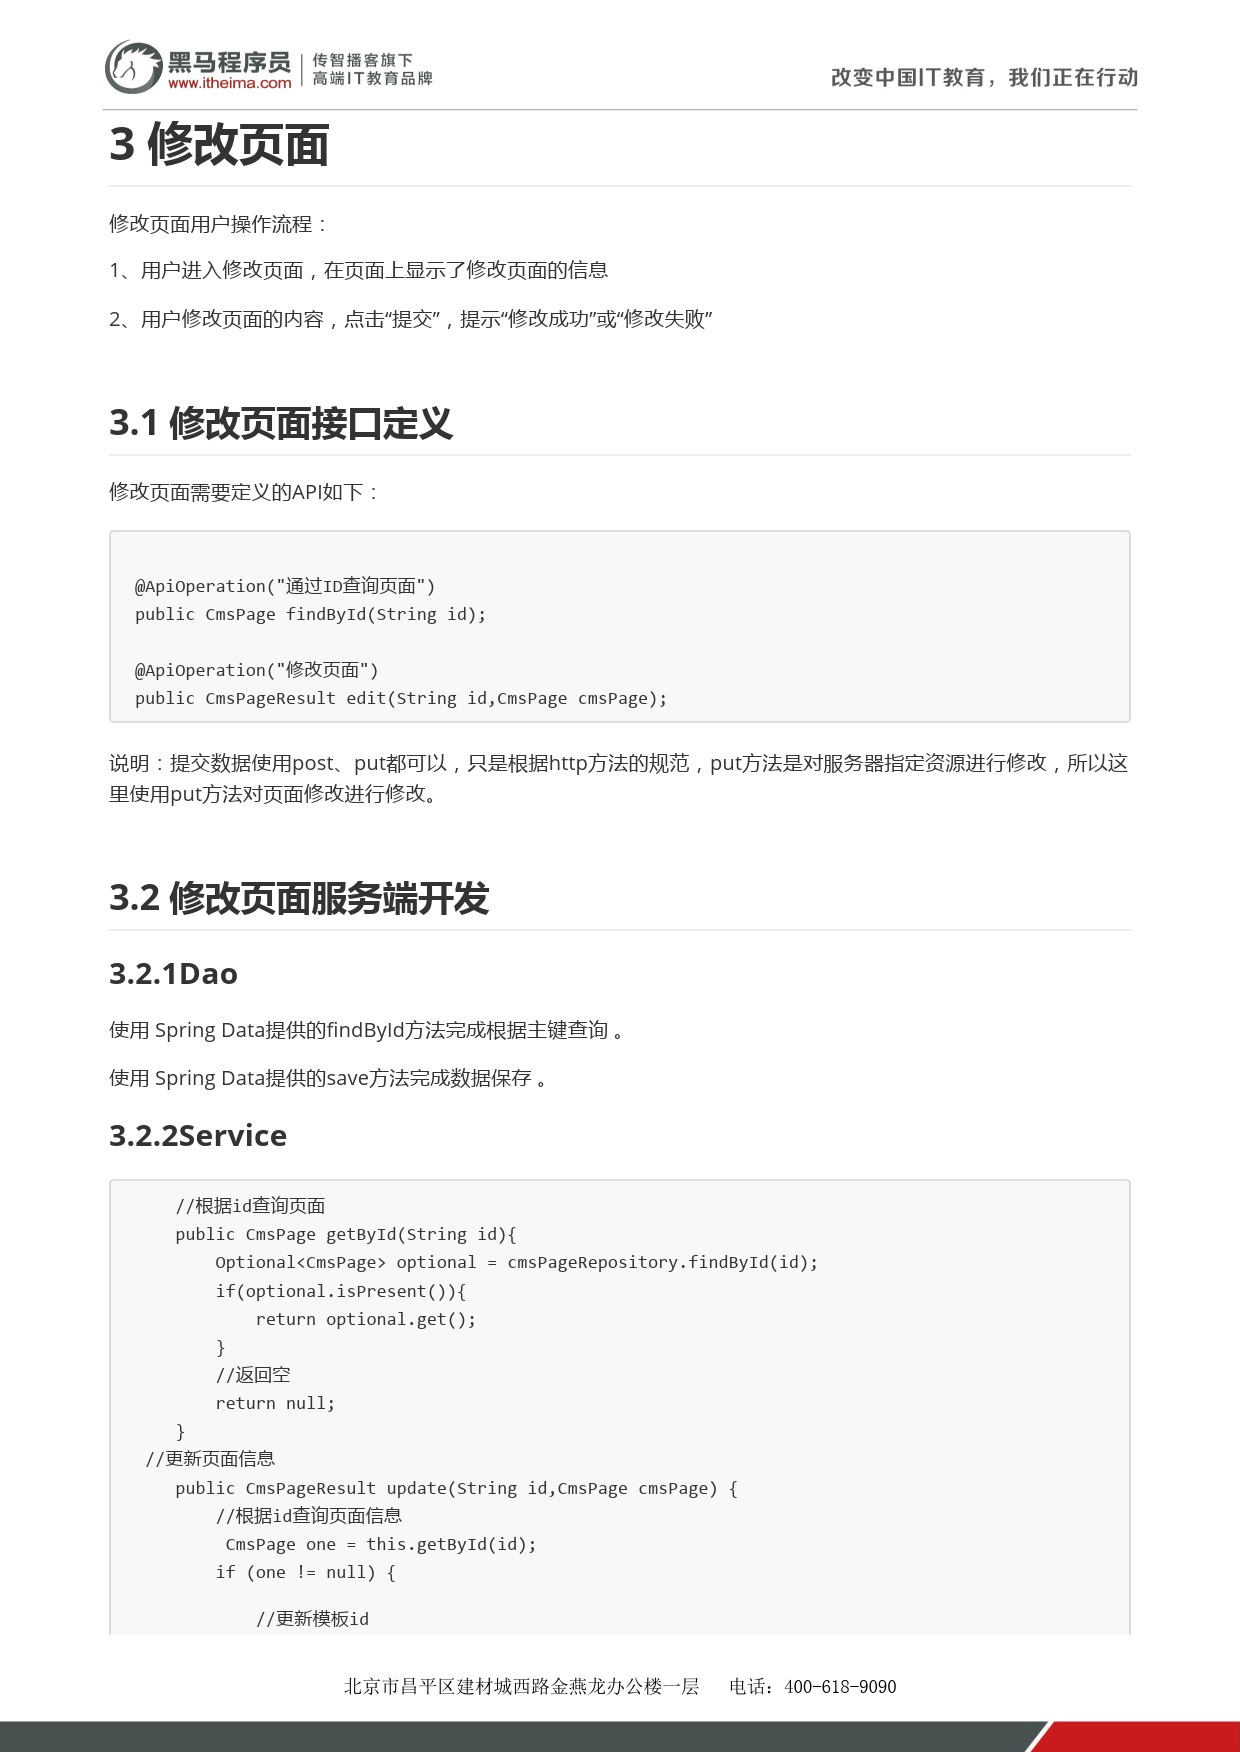 黑马程序员
www.itheima.com
传智播客旗下
高端IT教育品牌
改变中国IT教育，我们正在行动
3 修改页面
修改页面用户操作流程：
1、用户进入修改页面，在页面上显示了修改页面的信息
2、用户修改页面的内容，点击“提交”，提示“修改成功”或“修改失败”
3.1 修改页面接口定义
修改页面需要定义的API如下：
@ApiOperation("通过ID查询页面")
public CmsPage findById(String id);
@ApiOperation("修改页面")
public CmsPageResult edit(String id,CmsPage cmsPage);
说明：提交数据使用post、put都可以，只是根据http方法的规范，put方法是对服务器指定资源进行修改，所以这
里使用put方法对页面修改进行修改。
3.2 修改页面服务端开发
3.2.1Dao
使用 Spring Data提供的findById方法完成根据主键查询 。
使用 Spring Data提供的save方法完成数据保存 。
3.2.2Service
//根据id查询页面
public CmsPage getById(String id){
Optional<CmsPage> optional = cmsPageRepository.findById(id);
if(optional.isPresent()){
return optional.get();
}
//返回空
return null;
}
//更新页面信息
public CmsPageResult update(String id,CmsPage cmsPage) {
//根据id查询页面信息
CmsPage one = this.getById(id);
if (one != null) {
//更新模板id
北京市昌平区建材城西路金燕龙办公楼一层 电话：400-618-9090